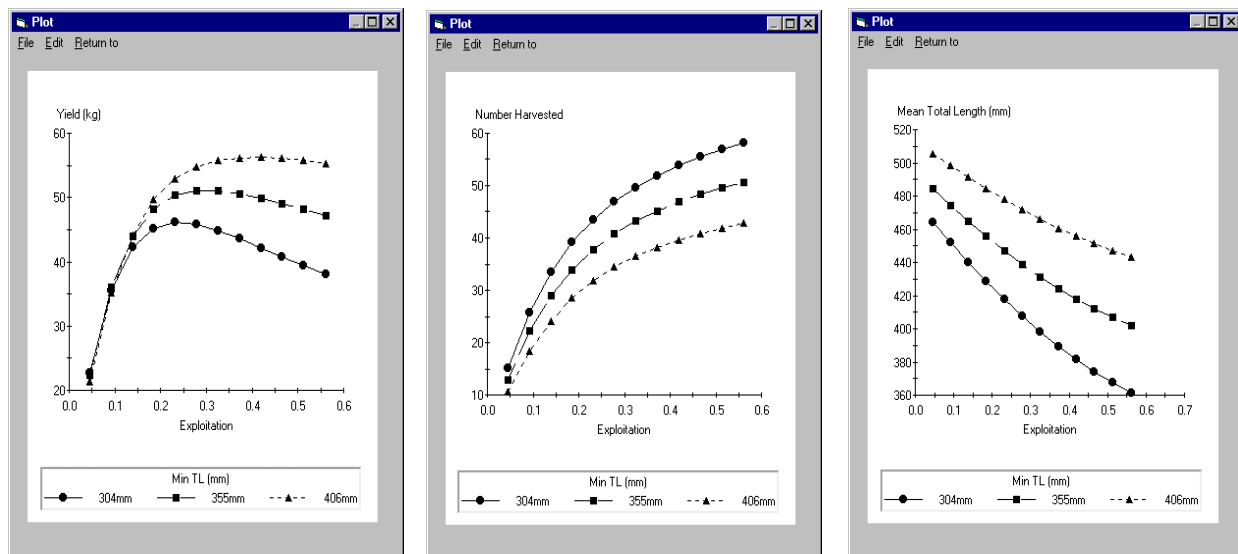 Plot
File Edit Return to
Yield (kg)
60
50
40
30
20
0.0 0.1 0.2 0.3 0.4 0.5 0.6
Exploitation
Min TL (mm)
304mm 355mm 406mm
Plot
File Edit Return to
Number Harvested
60
50
40
30
20
10
0.0 0.1 0.2 0.3 0.4 0.5 0.6
Exploitation
Min TL (mm)
304mm 355mm 406mm
Plot
File Edit Return to
Mean Total Length (mm)
520
500
480
460
440
420
400
380
360
0.0 0.1 0.2 0.3 0.4 0.5 0.6 0.7
Exploitation
Min TL (mm)
304mm 355mm 406mm